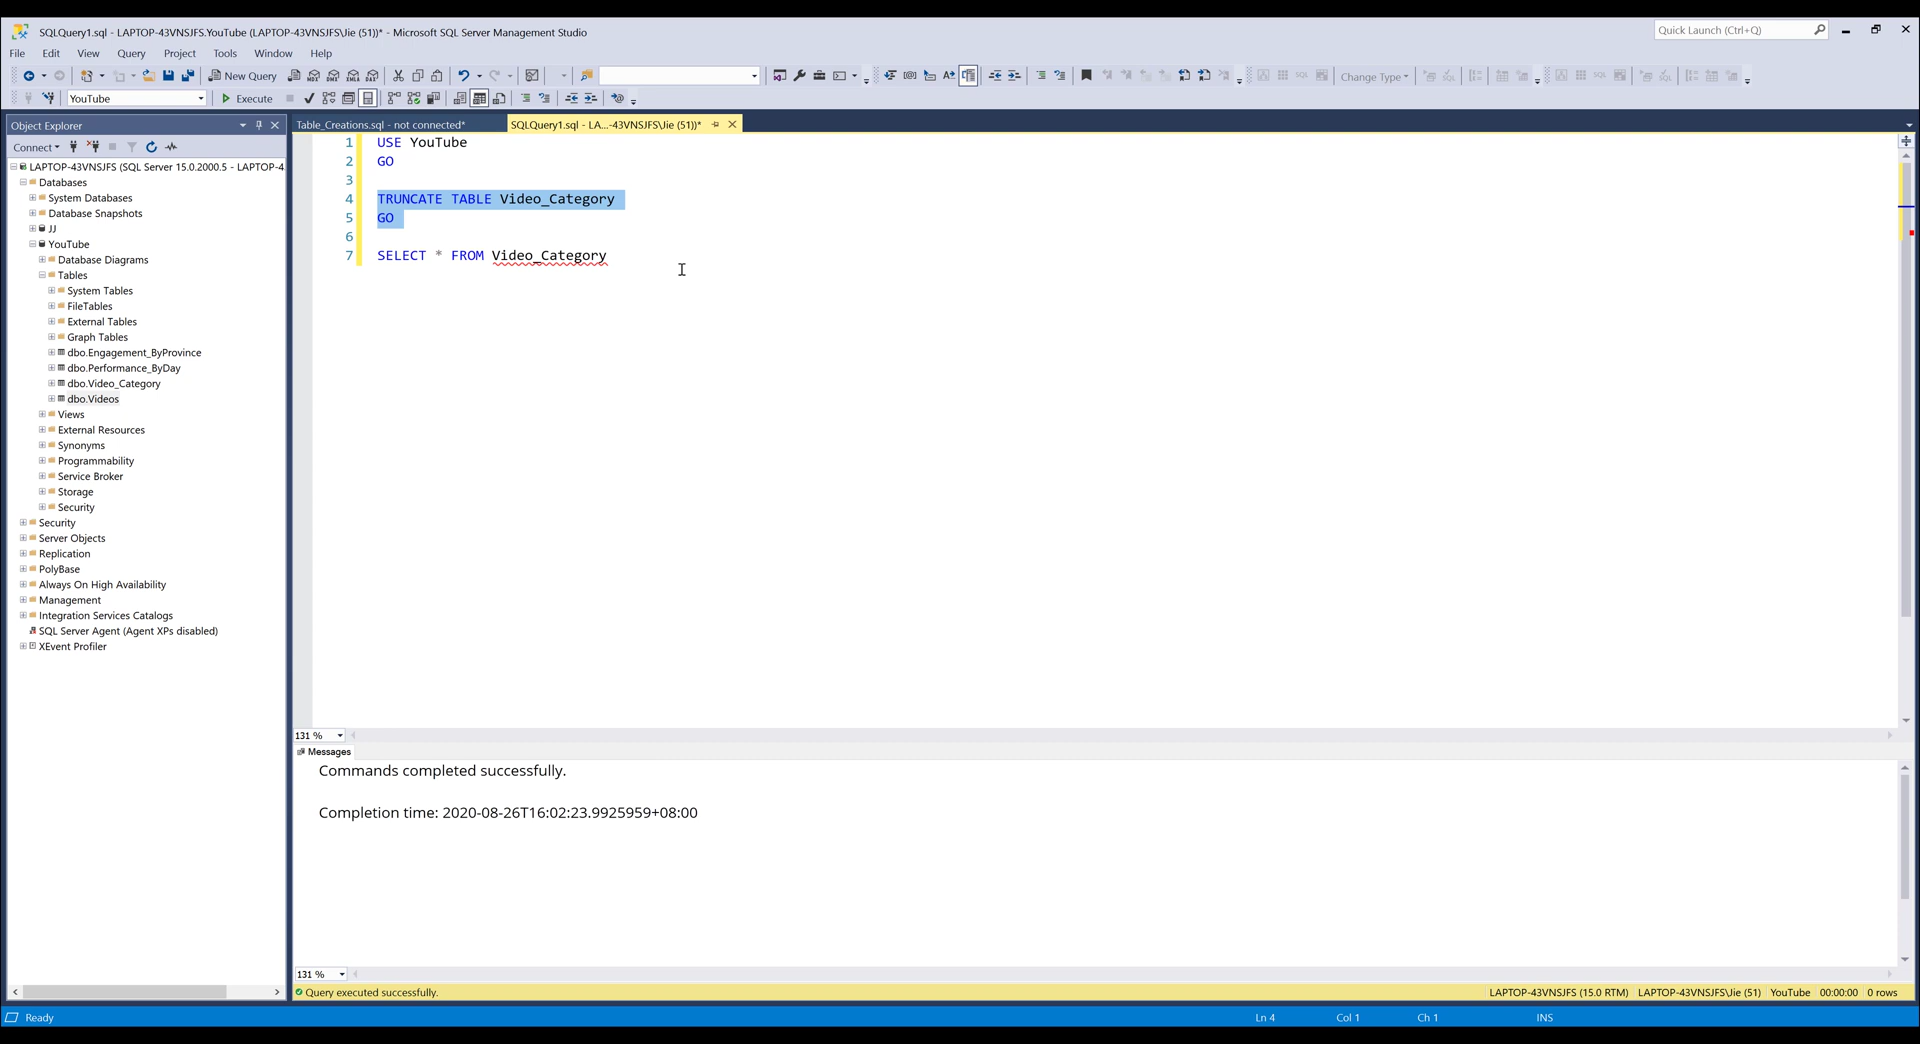 SQLQuery1.sql - LAPTOP-43VNSJFS.YouTube (LAPTOP-43VNSJFS\Jie (51))* - Microsoft SQL Server Management Studio
Quick Launch (Ctrl+Q)
File Edit View Query Project Tools Window Help
New Query
Change Type
YouTube
Execute
Object Explorer
Table_Creations.sql - not connected*
SQLQuery1.sql - LA...-43VNSJFS\Jie (51))*
Connect
LAPTOP-43VNSJFS (SQL Server 15.0.2000.5 - LAPTOP-4
Databases
System Databases
Database Snapshots
JJ
YouTube
Database Diagrams
Tables
System Tables
FileTables
External Tables
Graph Tables
dbo.Engagement_ByProvince
dbo.Performance_ByDay
dbo.Video_Category
dbo.Videos
Views
External Resources
Synonyms
Programmability
Service Broker
Storage
Security
Security
Server Objects
Replication
PolyBase
Always On High Availability
Management
Integration Services Catalogs
SQL Server Agent (Agent XPs disabled)
XEvent Profiler
1 USE YouTube
2 GO
3
4 TRUNCATE TABLE Video_Category
5 GO
6
7 SELECT * FROM Video_Category
131 %
Messages
Commands completed successfully.
Completion time: 2020-08-26T16:02:23.9925959+08:00
131 %
Query executed successfully.
LAPTOP-43VNSJFS (15.0 RTM) LAPTOP-43VNSJFS\Jie (51) YouTube 00:00:00 0 rows
Ready
Ln 4 Col 1 Ch 1 INS